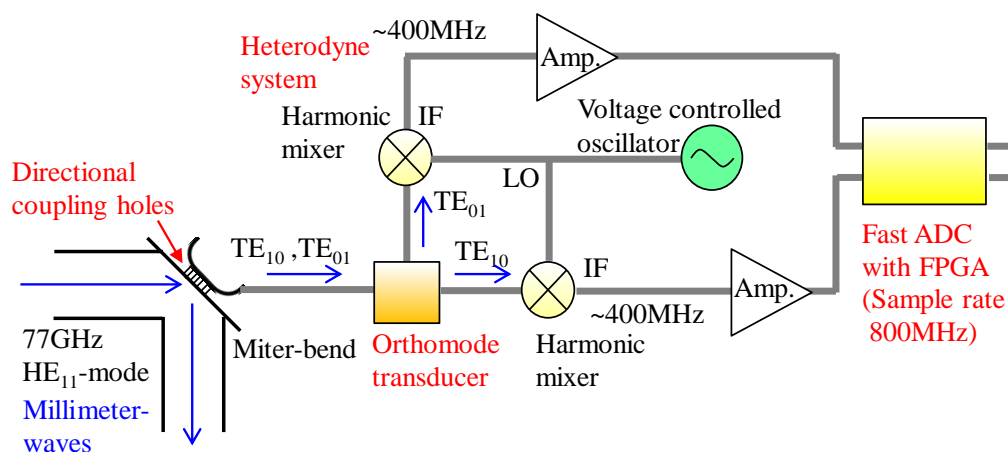 Heterodyne
system
~400MHz
Amp.
Harmonic
mixer
IF
Voltage controlled
oscillator
LO
Directional
coupling holes
TE₀₁
TE₁₀ ,TE₀₁
TE₁₀
IF
Amp.
Fast ADC
with FPGA
(Sample rate
800MHz)
~400MHz
77GHz
HE₁₁-mode
Millimeter-
waves
Miter-bend
Orthomode
transducer
Harmonic
mixer